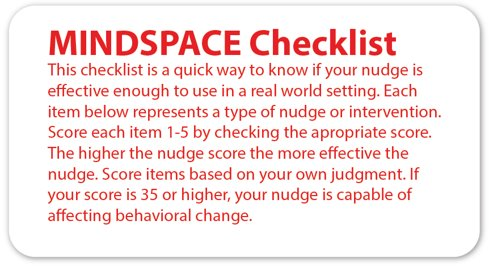 MINDSPACE Checklist
This checklist is a quick way to know if your nudge is
effective enough to use in a real world setting. Each
item below represents a type of nudge or intervention.
Score each item 1-5 by checking the apropriate score.
The higher the nudge score the more effective the
nudge. Score items based on your own judgment. If
your score is 35 or higher, your nudge is capable of
affecting behavioral change.